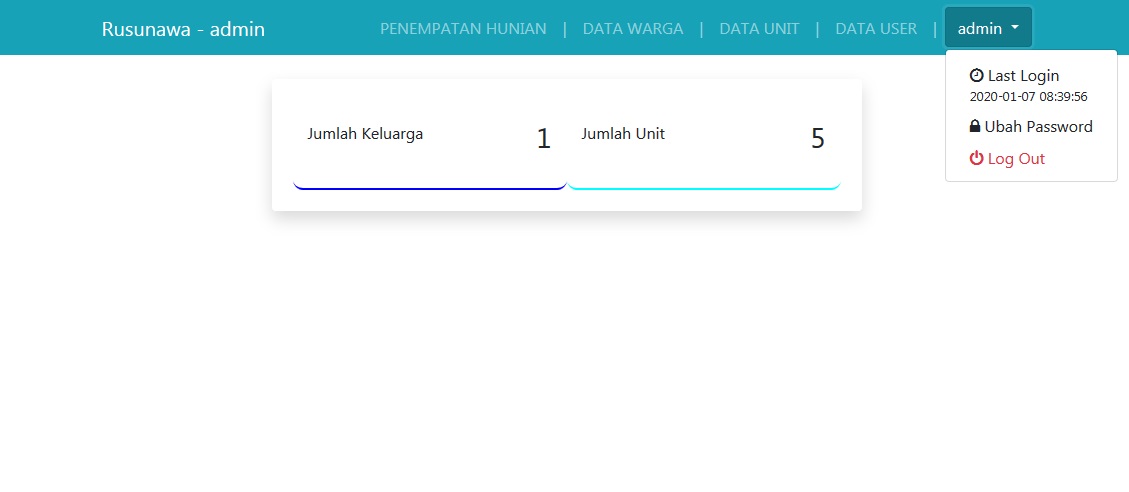 Rusunawa - admin PENEMPATAN HUNIAN | DATA WARGA | DATA UNIT | DATA USER | admin
Last Login
2020-01-07 08:39:56
Ubah Password
Log Out
Jumlah Keluarga 1 Jumlah Unit 5